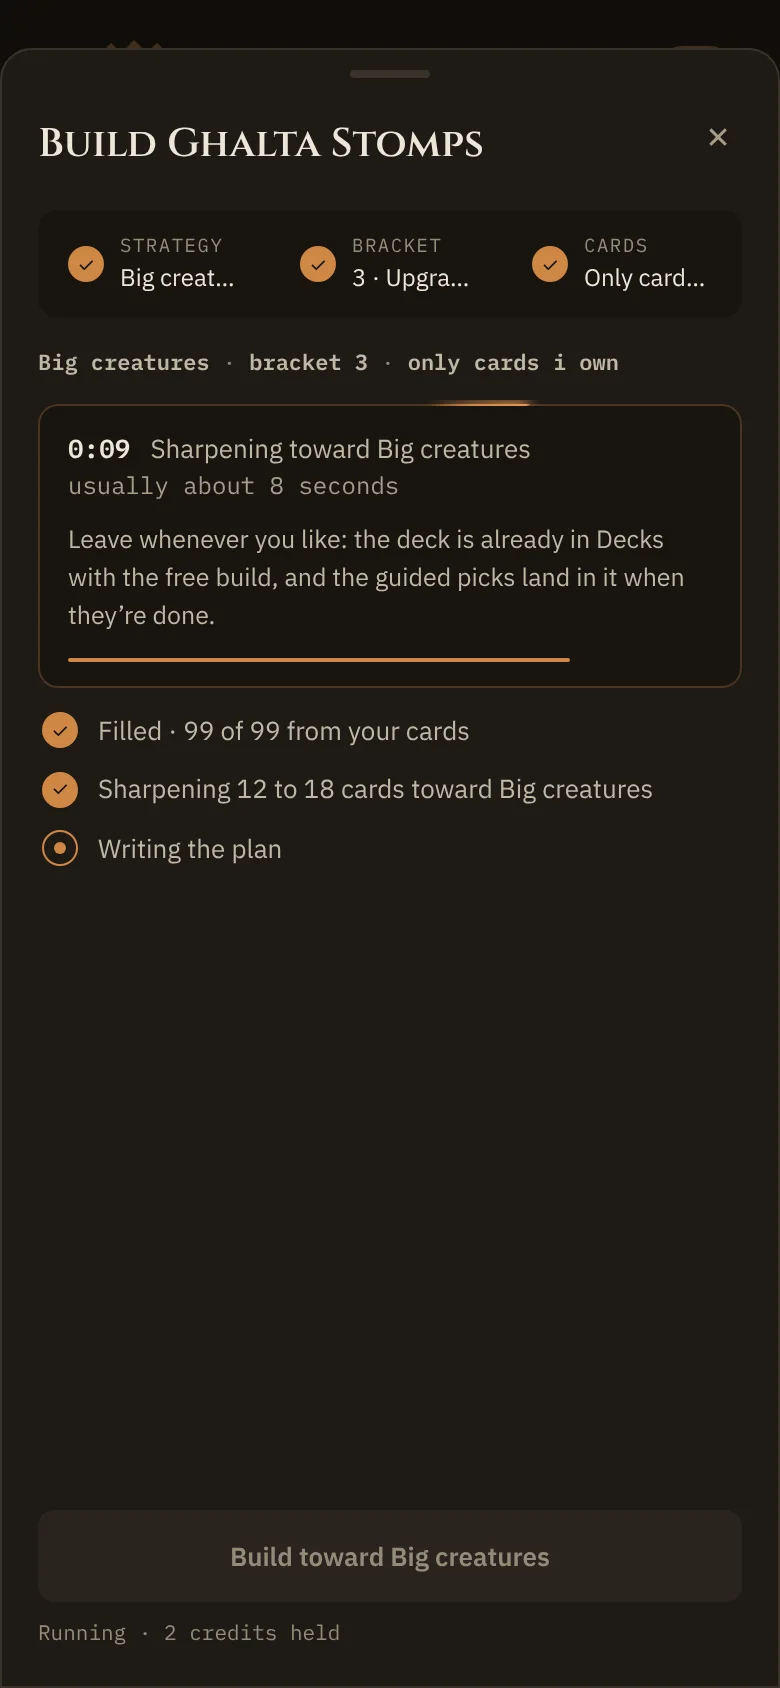 Build Ghalta Stomps
STRATEGY
Big creat...
BRACKET
3 · Upgra...
CARDS
Only card...
Big creatures · bracket 3 · only cards i own
0:09 Sharpening toward Big creatures
usually about 8 seconds
Leave whenever you like: the deck is already in Decks
with the free build, and the guided picks land in it when
they’re done.
Filled · 99 of 99 from your cards
Sharpening 12 to 18 cards toward Big creatures
Writing the plan
Build toward Big creatures
Running · 2 credits held